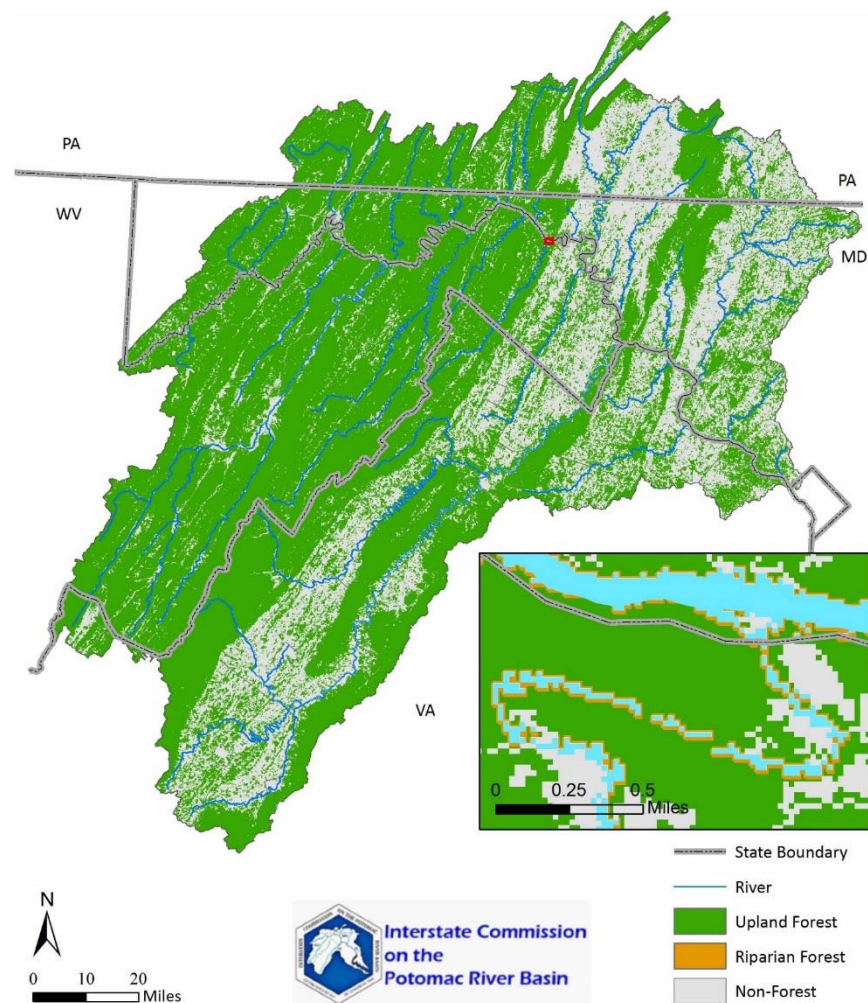 PA
PA
WV
MD
VA
0 0.25 0.5
Miles
State Boundary
River
Upland Forest
Riparian Forest
Non-Forest
N
0 10 20
Miles
Interstate Commission
on the
Potomac River Basin